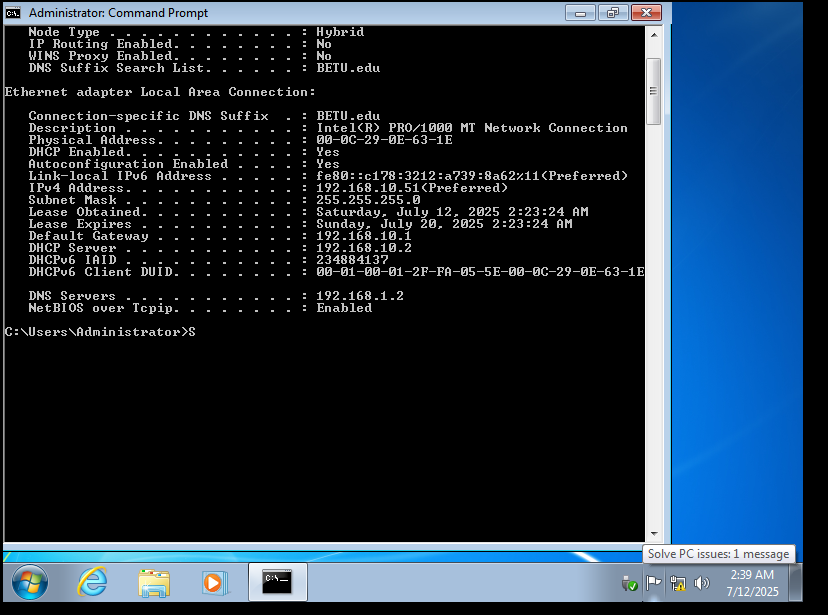 Administrator: Command Prompt
Node Type . . . . . . . . . . . . : Hybrid
IP Routing Enabled. . . . . . . . : No
WINS Proxy Enabled. . . . . . . . : No
DNS Suffix Search List. . . . . . : BETU.edu
Ethernet adapter Local Area Connection:
Connection-specific DNS Suffix  . : BETU.edu
Description . . . . . . . . . . . : Intel(R) PRO/1000 MT Network Connection
Physical Address. . . . . . . . . : 00-0C-29-0E-63-1E
DHCP Enabled. . . . . . . . . . . : Yes
Autoconfiguration Enabled . . . . : Yes
Link-local IPv6 Address . . . . . : fe80::c178:3212:a739:8a62%11(Preferred)
IPv4 Address. . . . . . . . . . . : 192.168.10.51(Preferred)
Subnet Mask . . . . . . . . . . . : 255.255.255.0
Lease Obtained. . . . . . . . . . : Saturday, July 12, 2025 2:23:24 AM
Lease Expires . . . . . . . . . . : Sunday, July 20, 2025 2:23:24 AM
Default Gateway . . . . . . . . . : 192.168.10.1
DHCP Server . . . . . . . . . . . : 192.168.10.2
DHCPv6 IAID . . . . . . . . . . . : 234884137
DHCPv6 Client DUID. . . . . . . . : 00-01-00-01-2F-FA-05-5E-00-0C-29-0E-63-1E
DNS Servers . . . . . . . . . . . : 192.168.1.2
NetBIOS over Tcpip. . . . . . . . : Enabled
C:\Users\Administrator>S
Solve PC issues: 1 message
C:\
2:39 AM
7/12/2025